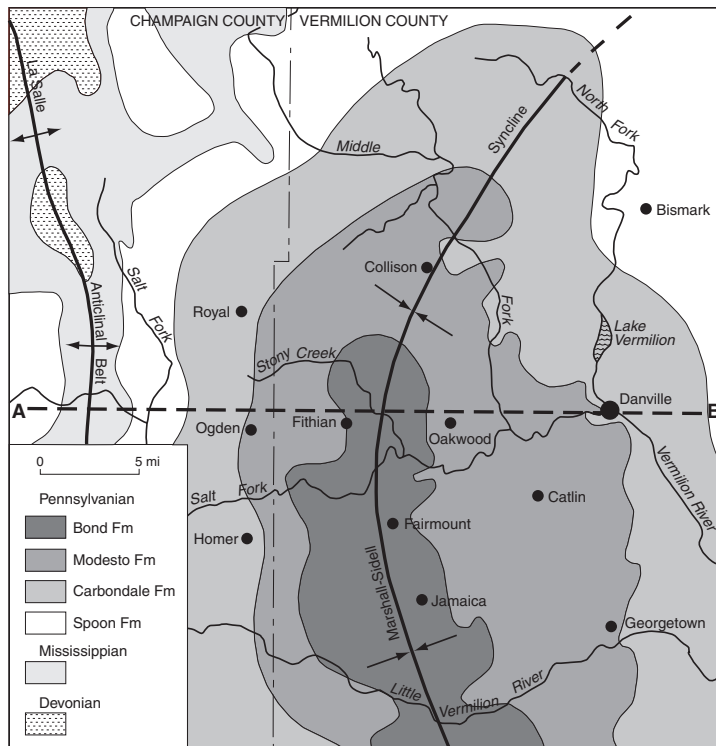 CHAMPAIGN COUNTY VERMILION COUNTY
La Salle
North Fork
Syncline
Middle
Bismark
Salt Fork
Collison
Fork
Royal
Anticlinal Belt
Lake
Vermilion
Stony Creek
Danville
A
B
Fithian
Ogden
Oakwood
0 5 mi
Vermilion River
Pennsylvanian
Salt Fork
Catlin
Bond Fm
Fairmount
Homer
Modesto Fm
Marshall-Sidell
Carbondale Fm
Jamaica
Spoon Fm
Georgetown
Mississippian
Little Vermilion River
Devonian